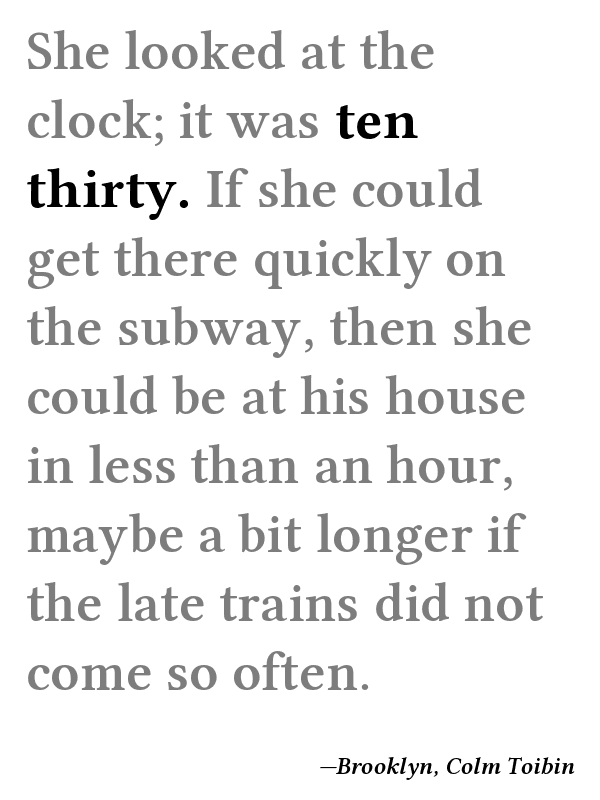 She looked at the
clock; it was ten
thirty. If she could
get there quickly on
the subway, then she
could be at his house
in less than an hour,
maybe a bit longer if
the late trains did not
come so often.
—Brooklyn, Colm Toibin